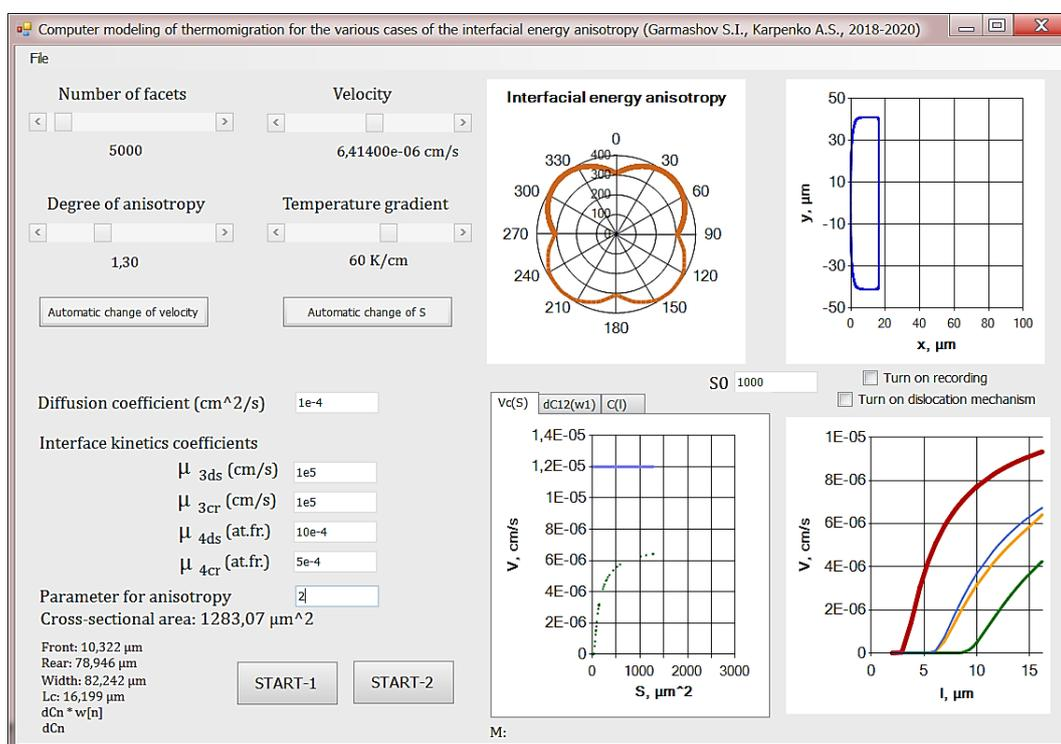 Computer modeling of thermomigration for the various cases of the interfacial energy anisotropy (Garmashov S.I., Karpenko A.S., 2018-2020)
File
Number of facets
5000
Velocity
6,41400e-06 cm/s
Degree of anisotropy
1,30
Temperature gradient
60 K/cm
Automatic change of velocity
Automatic change of S
Interfacial energy anisotropy
0
30
60
90
120
150
180
210
240
270
300
330
400
300
200
100
0
y, µm
50
30
10
-10
-30
-50
0 20 40 60 80 100
x, µm
S0 1000
Turn on recording
Turn on dislocation mechanism
Diffusion coefficient (cm^2/s) 1e-4
Interface kinetics coefficients
µ 3ds (cm/s) 1e5
µ 3cr (cm/s) 1e5
µ 4ds (at.fr.) 10e-4
µ 4cr (at.fr.) 5e-4
Parameter for anisotropy 2
Cross-sectional area: 1283,07 µm^2
Front: 10,322 µm
Rear: 78,946 µm
Width: 82,242 µm
Lc: 16,199 µm
dCn * w[n]
dCn
START-1
START-2
Vc(S) dC12(w1) C(l)
V, cm/s
1,4E-05
1,2E-05
1E-05
8E-06
6E-06
4E-06
2E-06
0
0 1000 2000 3000
S, µm^2
M:
V, cm/s
1E-05
8E-06
6E-06
4E-06
2E-06
0
0 5 10 15
l, µm